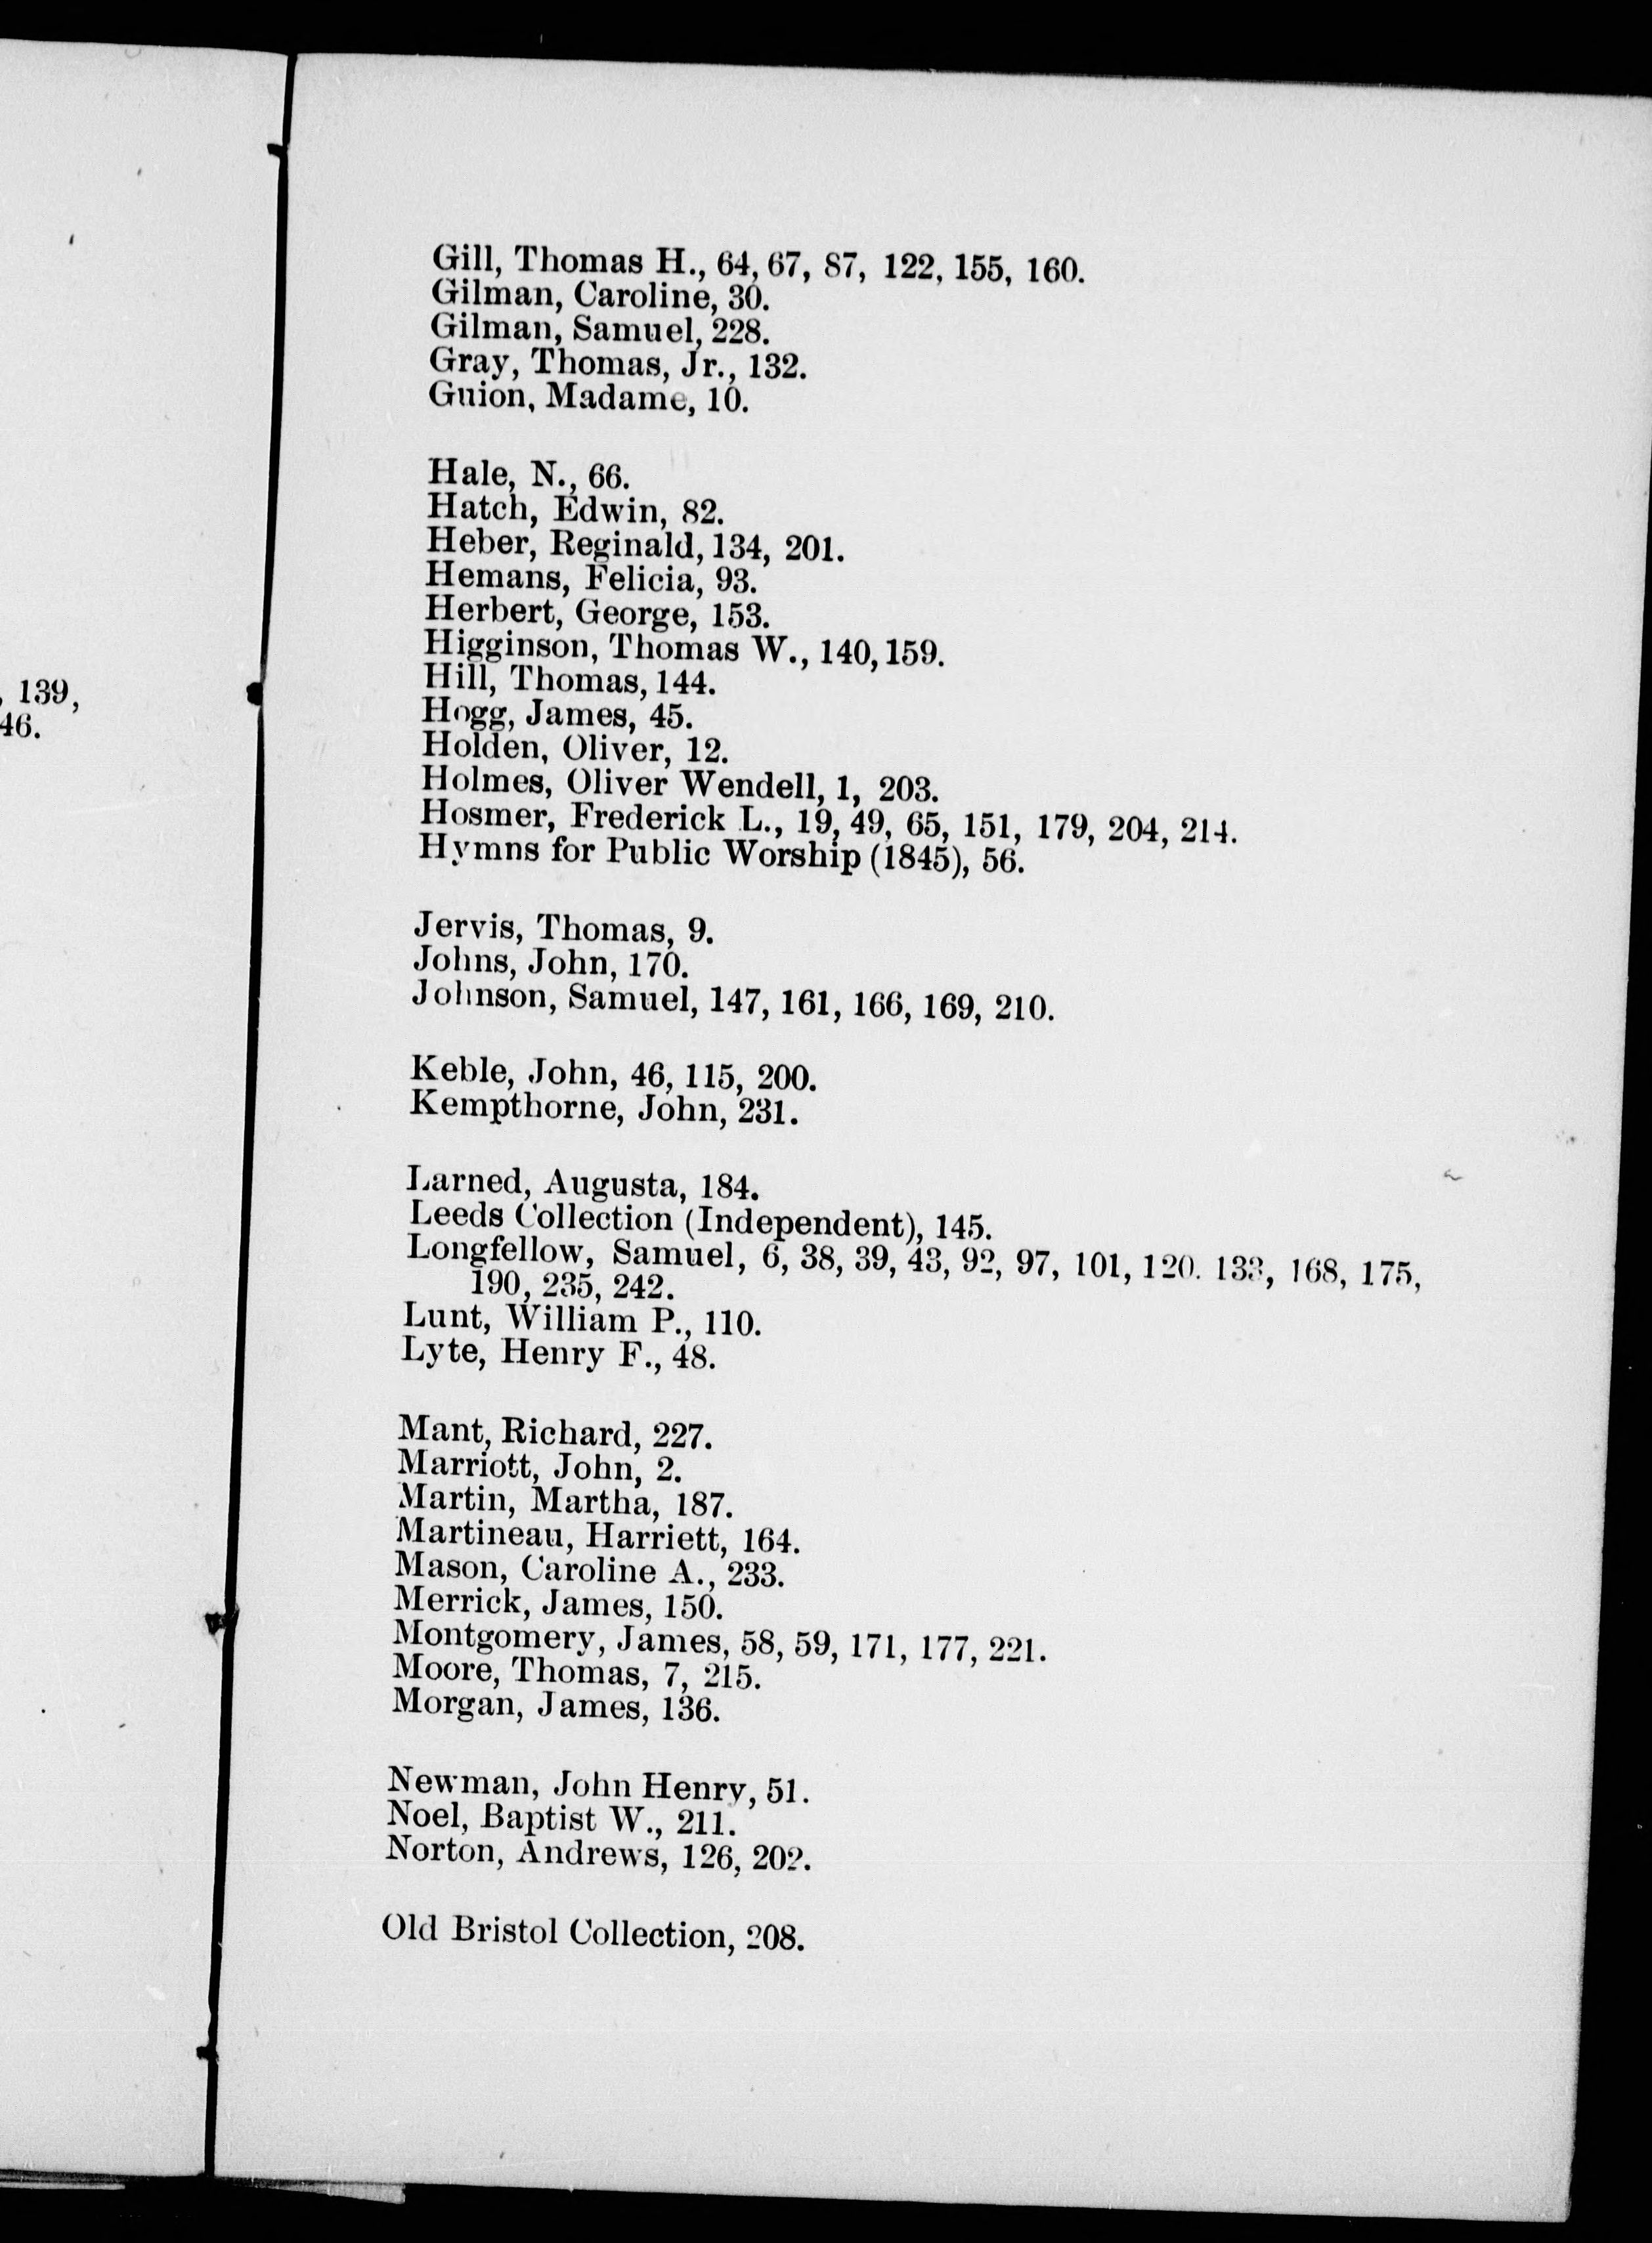 , 139,
46.
Gill, Thomas H., 64, 67, 87, 122, 155, 160.
Gilman, Caroline, 30.
Gilman, Samuel, 228.
Gray, Thomas, Jr., 132.
Guion, Madame, 10.
Hale, N., 66.
Hatch, Edwin, 82.
Heber, Reginald, 134, 201.
Hemans, Felicia, 93.
Herbert, George, 153.
Higginson, Thomas W., 140, 159.
Hill, Thomas, 144.
Hogg, James, 45.
Holden, Oliver, 12.
Holmes, Oliver Wendell, 1, 203.
Hosmer, Frederick L., 19, 49, 65, 151, 179, 204, 214.
Hymns for Public Worship (1845), 56.
Jervis, Thomas, 9.
Johns, John, 170.
Johnson, Samuel, 147, 161, 166, 169, 210.
Keble, John, 46, 115, 200.
Kempthorne, John, 231.
Larned, Augusta, 184.
Leeds Collection (Independent), 145.
Longfellow, Samuel, 6, 38, 39, 43, 92, 97, 101, 120. 133, 168, 175,
190, 235, 242.
Lunt, William P., 110.
Lyte, Henry F., 48.
Mant, Richard, 227.
Marriott, John, 2.
Martin, Martha, 187.
Martineau, Harriett, 164.
Mason, Caroline A., 233.
Merrick, James, 150.
Montgomery, James, 58, 59, 171, 177, 221.
Moore, Thomas, 7, 215.
Morgan, James, 136.
Newman, John Henry, 51.
Noel, Baptist W., 211.
Norton, Andrews, 126, 202.
Old Bristol Collection, 208.